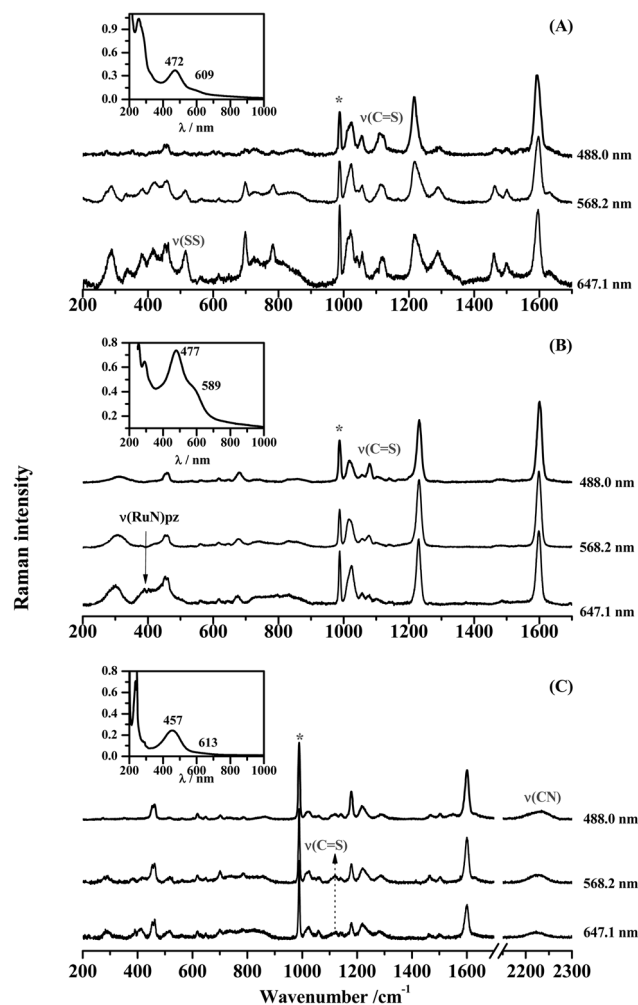 (A)
0.9
0.6
0.3
0.0
472
609
200 400 600 800 1000
λ / nm
*
ν(C=S)
488.0 nm
568.2 nm
ν(SS)
647.1 nm
200 400 600 800 1000 1200 1400 1600
(B)
0.8
0.6
0.4
0.2
477
589
200 400 600 800 1000
λ / nm
*
ν(C=S)
488.0 nm
ν(RuN)pz
568.2 nm
647.1 nm
200 400 600 800 1000 1200 1400 1600
Raman intensity
(C)
0.8
0.6
0.4
0.2
0.0
457
613
200 400 600 800 1000
λ / nm
*
ν(CN)
488.0 nm
ν(C=S)
568.2 nm
647.1 nm
200 400 600 800 1000 1200 1400 1600 2200 2300
Wavenumber /cm-1